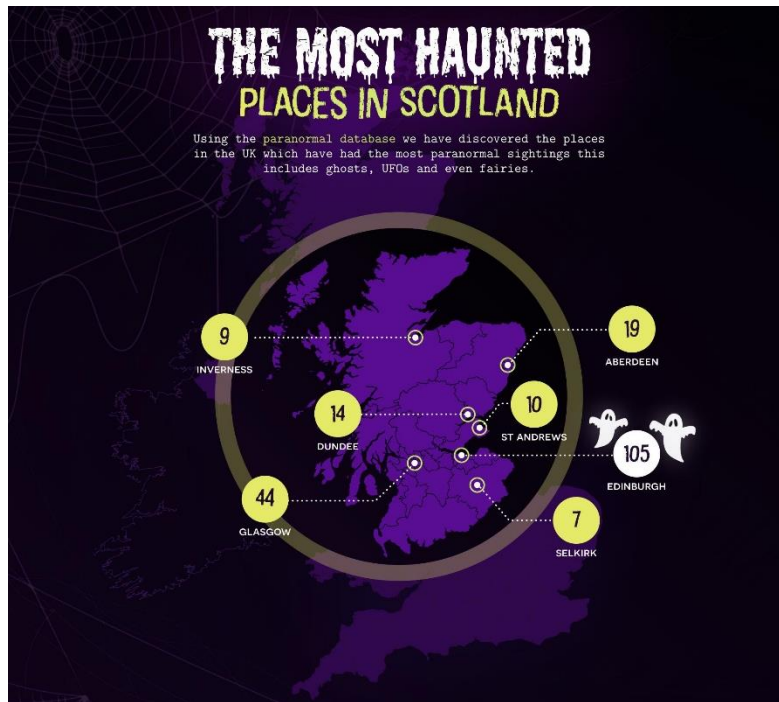 THE MOST HAUNTED
PLACES IN SCOTLAND
Using the paranormal database we have discovered the places
in the UK which have had the most paranormal sightings this
includes ghosts, UFOs and even fairies.
9
INVERNESS
19
ABERDEEN
14
DUNDEE
10
ST ANDREWS
105
EDINBURGH
44
GLASGOW
7
SELKIRK